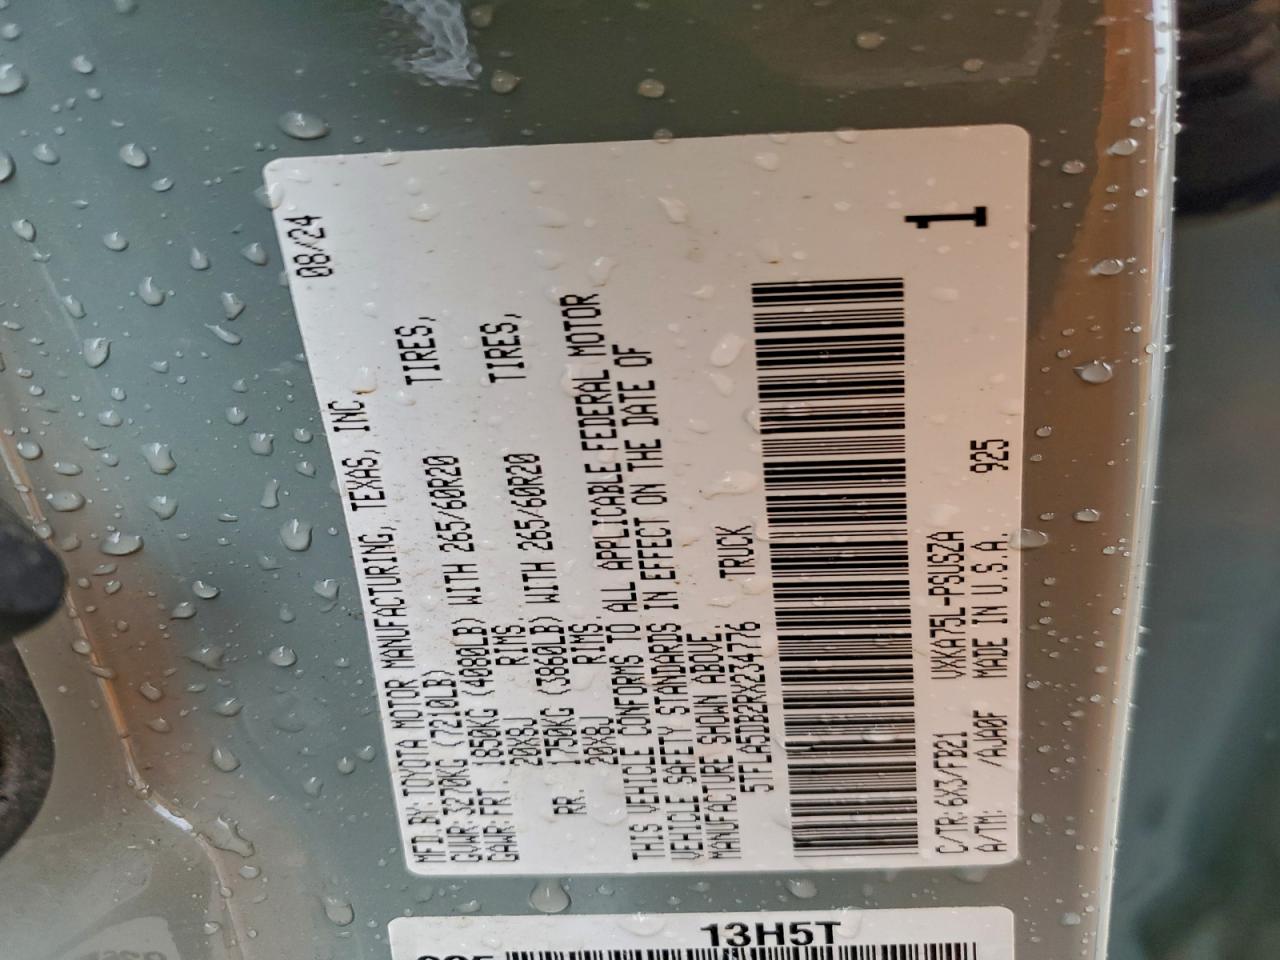 MFD.BY: TOYOTA MOTOR MANUFACTURING, TEXAS, INC. 08/24
GVWR: 3270KG (7210LB)
GAWR: FRT. 1850KG (4080LB) WITH 265/60R20 TIRES,
20X8J RIMS,
RR. 1750KG (3860LB) WITH 265/60R20 TIRES,
20X8J RIMS.
THIS VEHICLE CONFORMS TO ALL APPLICABLE FEDERAL MOTOR
VEHICLE SAFETY STANDARDS IN EFFECT ON THE DATE OF
MANUFACTURE SHOWN ABOVE.
5TFLA5DB2RX234776 TRUCK
1
C/TR: 6X3/FB21 VXKA75L-PSUSZA
A/TM: /AJA0F MADE IN U.S.A. 925
13H5T